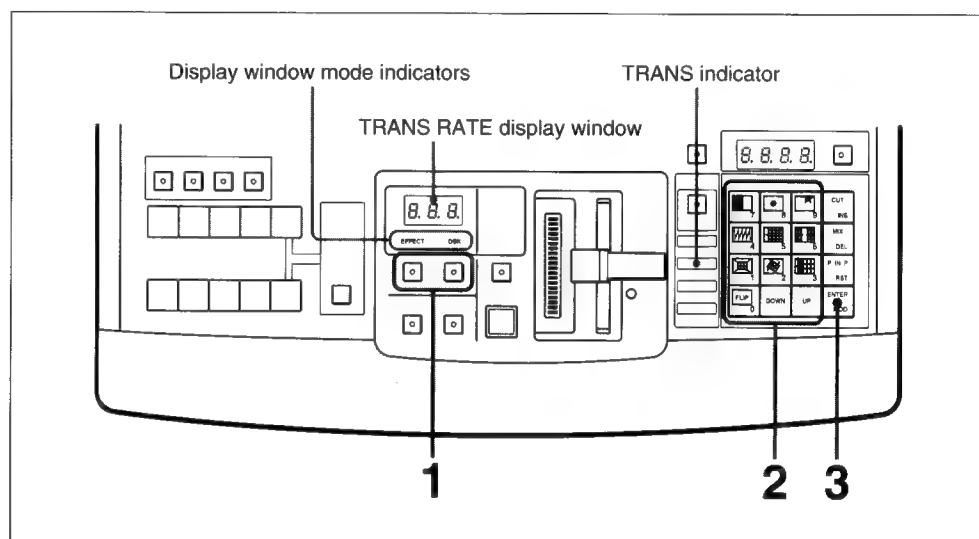 Display window mode indicators
TRANS indicator
TRANS RATE display window
8.8.8.8.
8.8.8.
EFFECT DSK
7 8 9 CUT INS
4 5 6 MIX DEL
1 2 3 P IN P RST
FLIP 0 DOWN UP ENTER
1
2
3